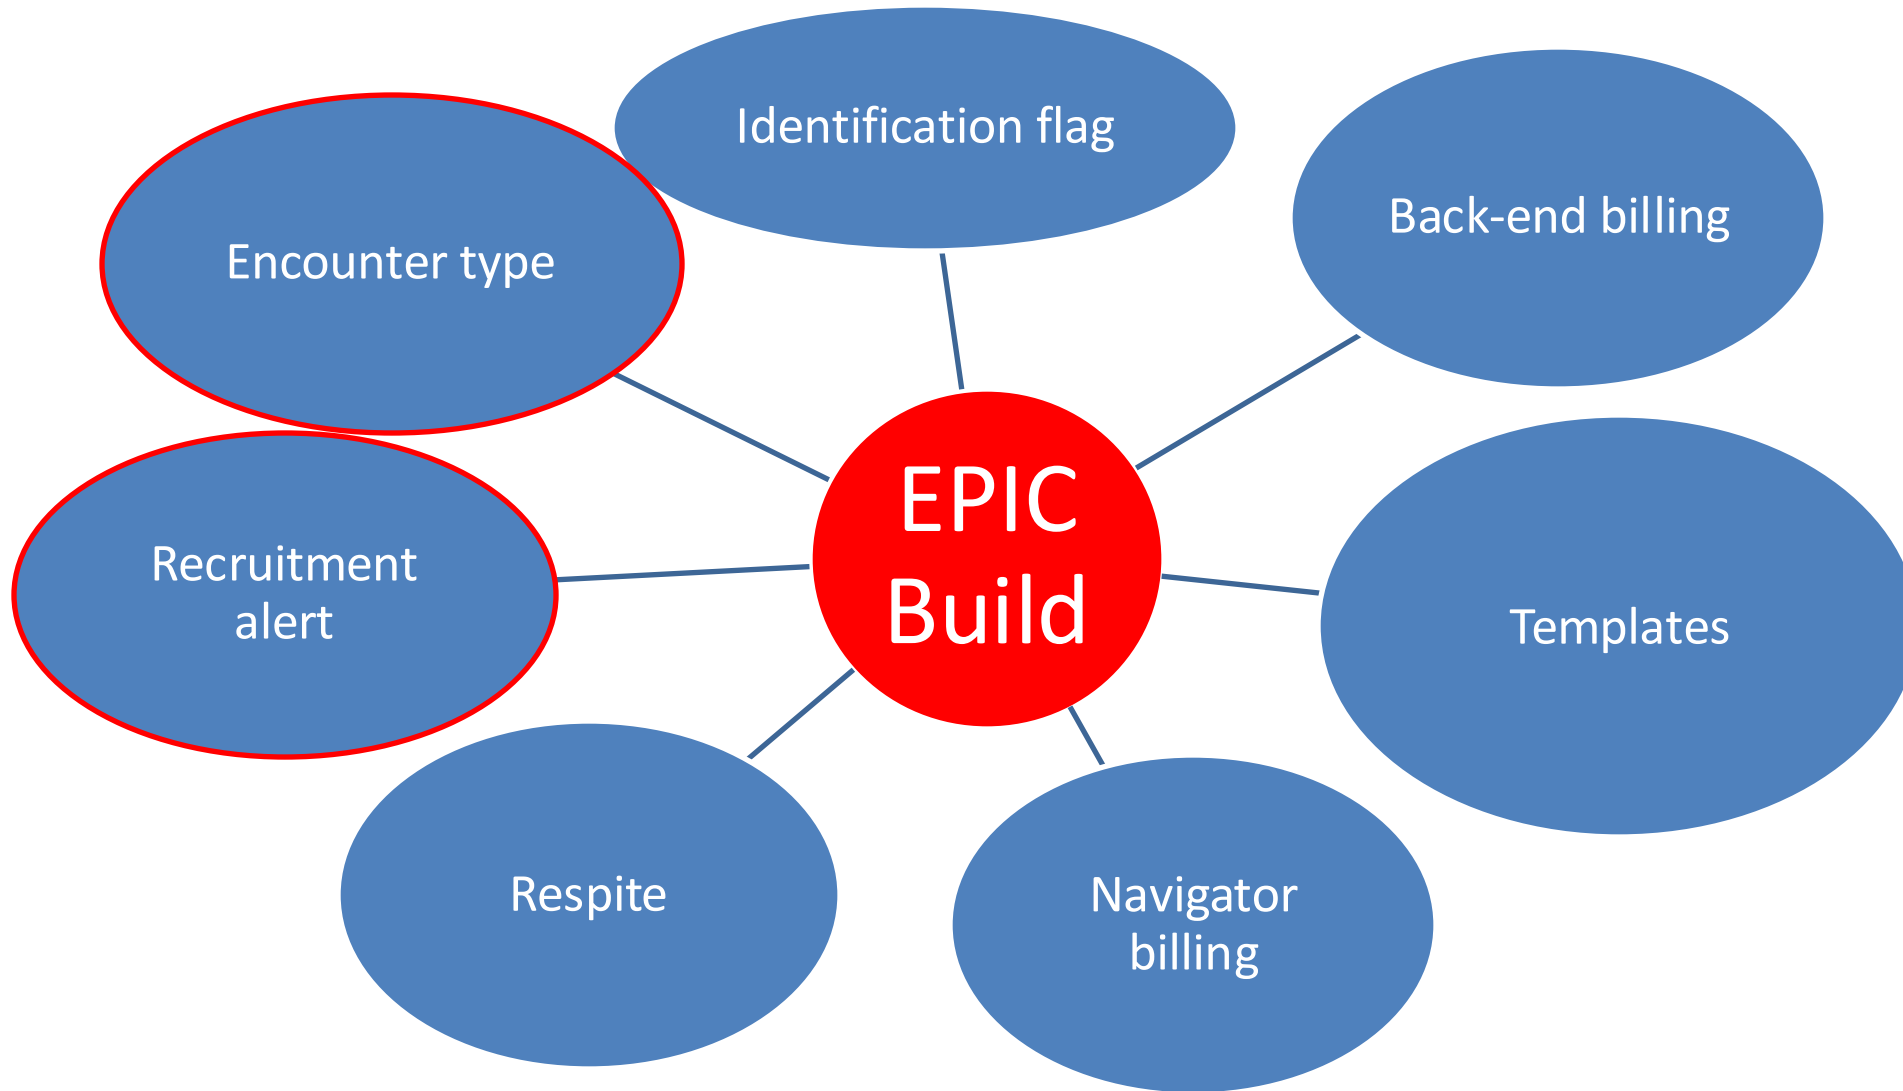 Identification flag
Back-end billing
Encounter type
EPIC
Build
Recruitment
alert
Templates
Respite
Navigator
billing